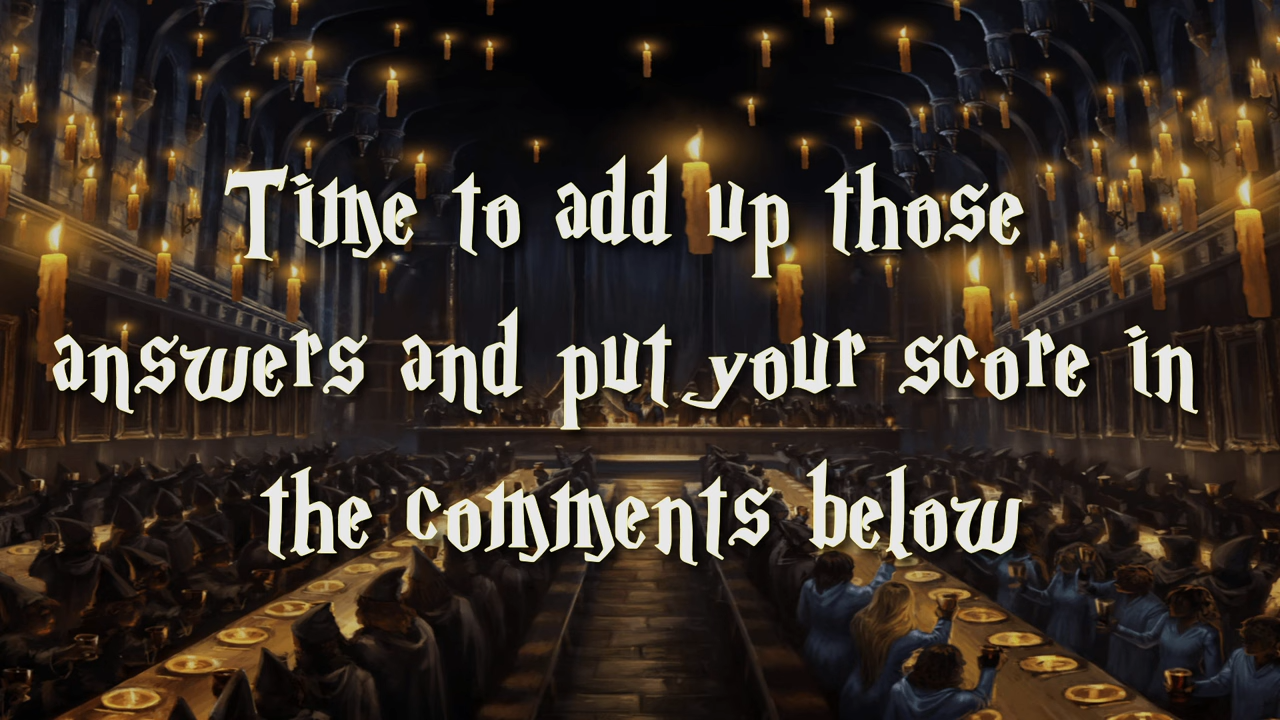 Time to add up those
answers and put your score in
the comments below